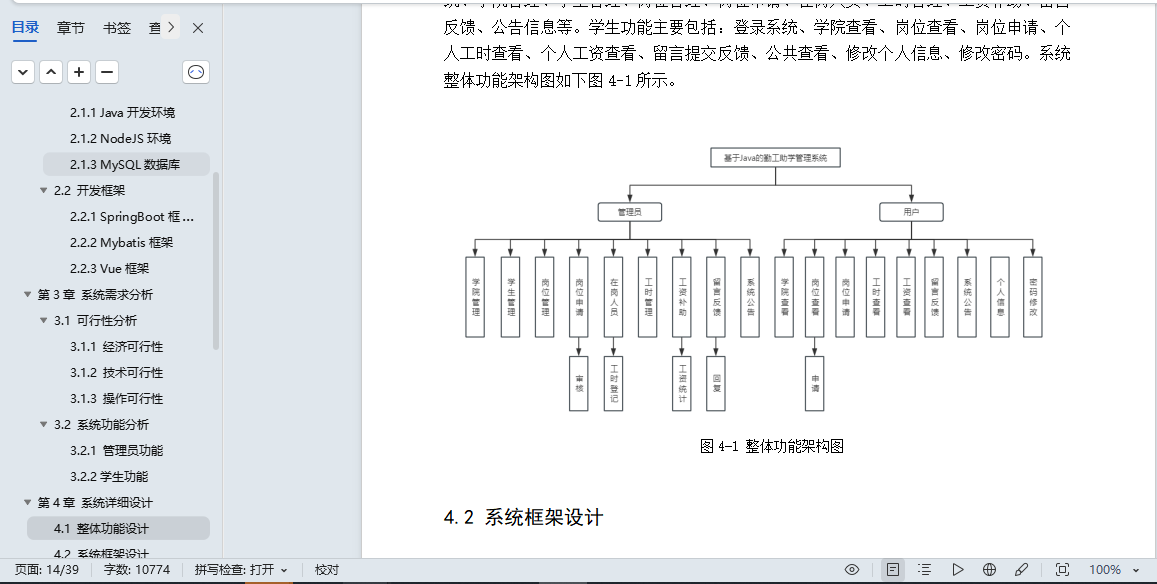 目录 章节 书签 查
2.1.1 Java 开发环境
2.1.2 NodeJS 环境
2.1.3 MySQL 数据库
2.2 开发框架
2.2.1 SpringBoot 框 ...
2.2.2 Mybatis 框架
2.2.3 Vue 框架
第 3 章 系统需求分析
3.1 可行性分析
3.1.1 经济可行性
3.1.2 技术可行性
3.1.3 操作可行性
3.2 系统功能分析
3.2.1 管理员功能
3.2.2 学生功能
第 4 章 系统详细设计
4.1 整体功能设计
4.2 系统框架设计
反馈、公告信息等。学生功能主要包括：登录系统、学院查看、岗位查看、岗位申请、个
人工时查看、个人工资查看、留言提交反馈、公共查看、修改个人信息、修改密码。系统
整体功能架构图如下图 4-1 所示。
基于Java的勤工助学管理系统
管理员
用户
学院管理
学生管理
岗位管理
岗位申请
在岗人员
工时管理
工资补助
留言反馈
系统公告
学院查看
岗位查看
岗位申请
工时查看
工资查看
留言反馈
系统公告
个人信息
密码修改
审核
工时登记
工资统计
回复
申请
图 4-1 整体功能架构图
4.2 系统框架设计
页面: 14/39 字数: 10774 拼写检查: 打开 校对 100%